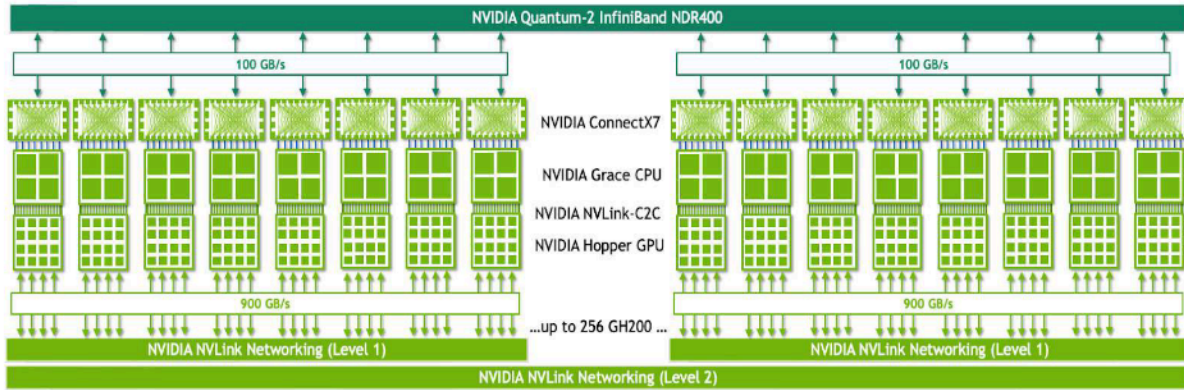 NVIDIA Quantum-2 InfiniBand NDR400
100 GB/s
100 GB/s
NVIDIA ConnectX7
NVIDIA Grace CPU
NVIDIA NVLink-C2C
NVIDIA Hopper GPU
900 GB/s
900 GB/s
...up to 256 GH200 ...
NVIDIA NVLink Networking (Level 1)
NVIDIA NVLink Networking (Level 1)
NVIDIA NVLink Networking (Level 2)